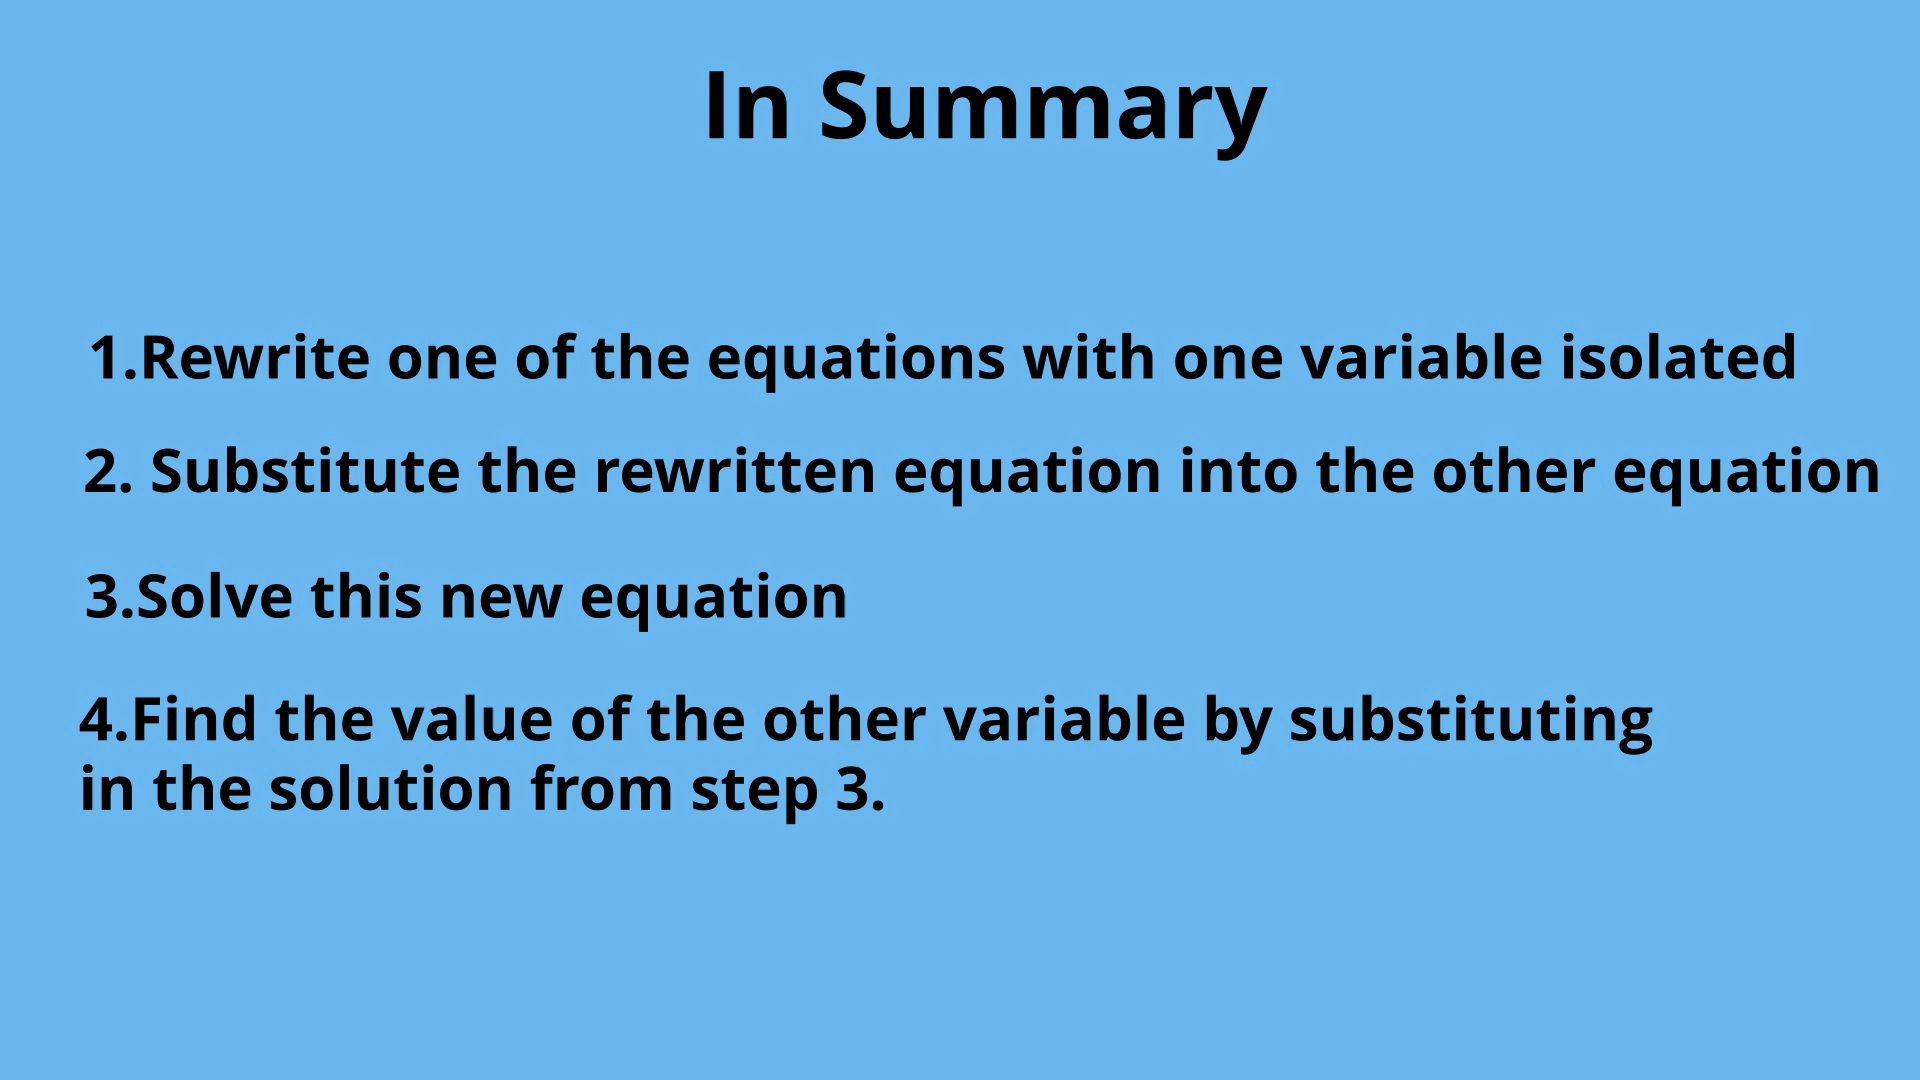 In Summary
1.Rewrite one of the equations with one variable isolated
2. Substitute the rewritten equation into the other equation
3.Solve this new equation
4.Find the value of the other variable by substituting
in the solution from step 3.